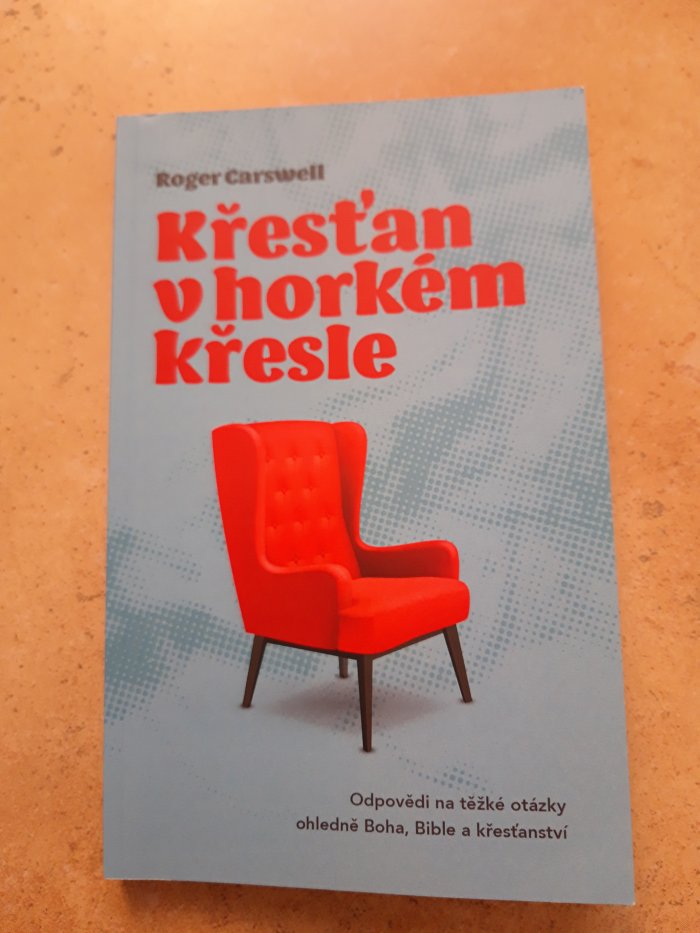 Roger Carswell
Křesťan
v horkém
křesle
Odpovědi na těžké otázky
ohledně Boha, Bible a křesťanství